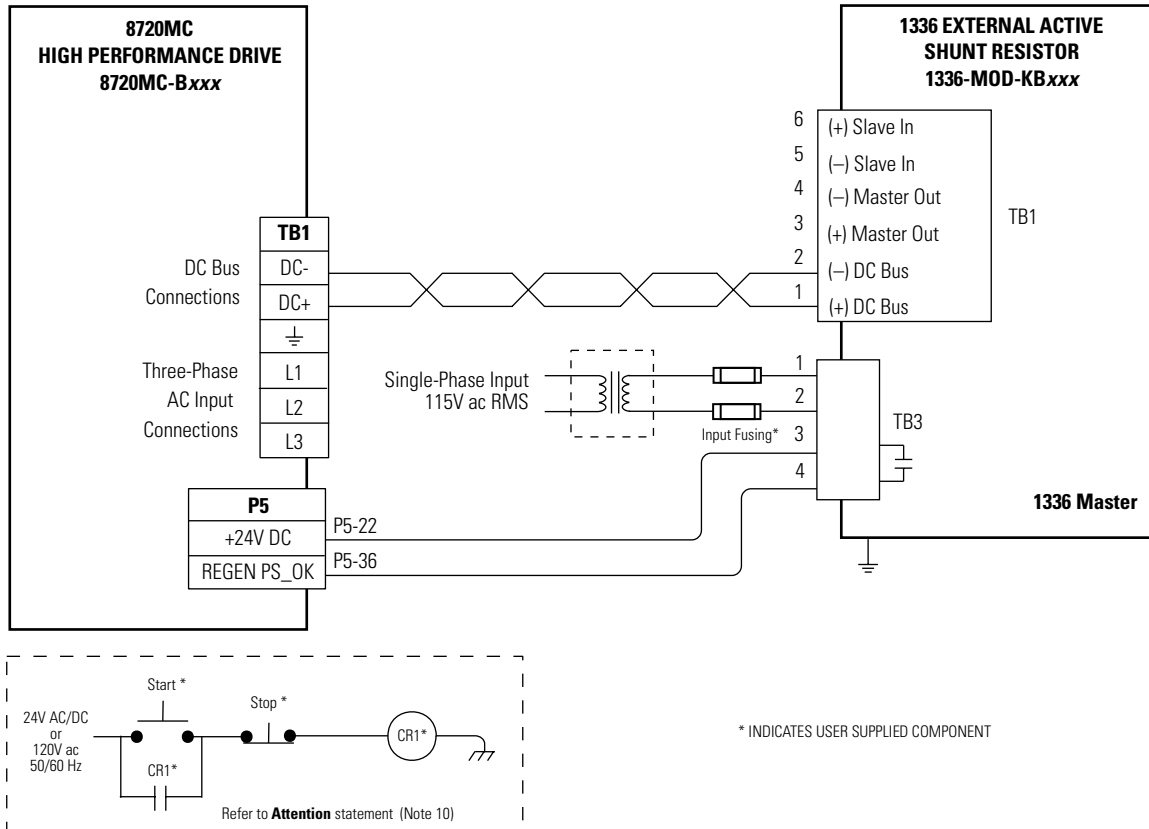 8720MC
HIGH PERFORMANCE DRIVE
8720MC-Bxxx
TB1
DC Bus
Connections
DC-
DC+
Three-Phase
AC Input
Connections
L1
L2
L3
P5
+24V DC
REGEN PS_OK
P5-22
P5-36
1336 EXTERNAL ACTIVE
SHUNT RESISTOR
1336-MOD-KBxxx
6 (+) Slave In
5 (–) Slave In
4 (–) Master Out
3 (+) Master Out
2 (–) DC Bus
1 (+) DC Bus
TB1
Single-Phase Input
115V ac RMS
Input Fusing*
1
2
3
4
TB3
1336 Master
Start *
Stop *
24V AC/DC
or
120V ac
50/60 Hz
CR1*
CR1*
Refer to Attention statement (Note 10)
* INDICATES USER SUPPLIED COMPONENT